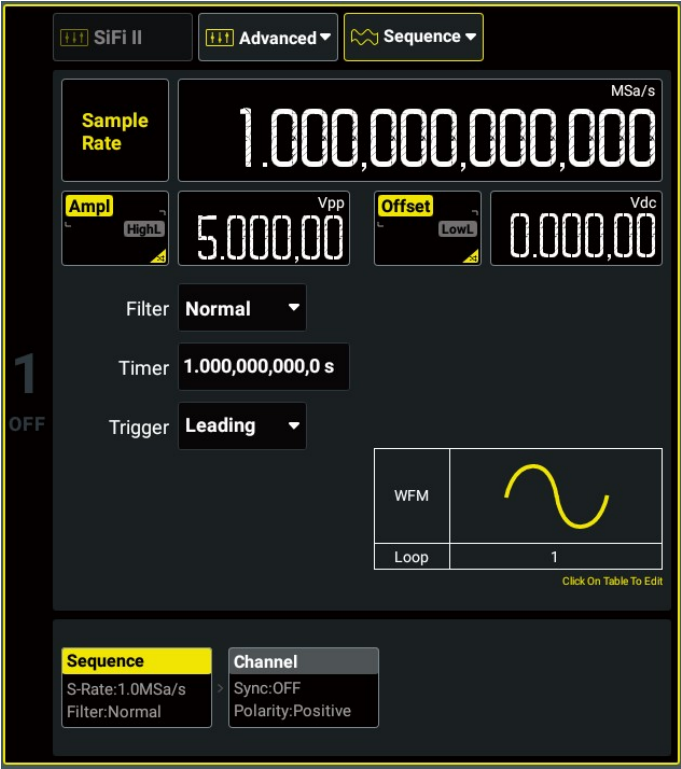 SiFi II
Advanced
Sequence
Sample
Rate
MSa/s
1.000,000,000,000
Ampl
HighL
Vpp
5.000,00
Offset
LowL
Vdc
0.000,00
Filter
Normal
Timer
1.000,000,000,0 s
1
OFF
Trigger
Leading
WFM
Loop
1
Click On Table To Edit
Sequence
S-Rate:1.0MSa/s
Filter:Normal
>
Channel
Sync:OFF
Polarity:Positive